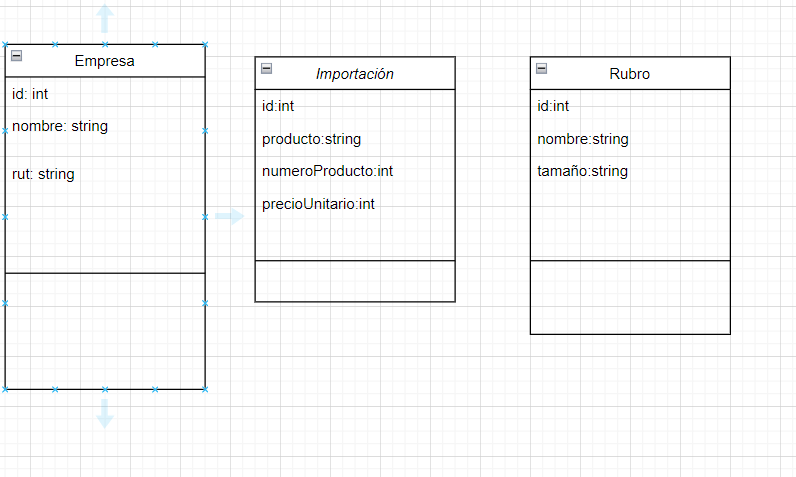 Empresa
id: int
nombre: string
rut: string
Importación
id:int
producto:string
numeroProducto:int
precioUnitario:int
Rubro
id:int
nombre:string
tamaño:string